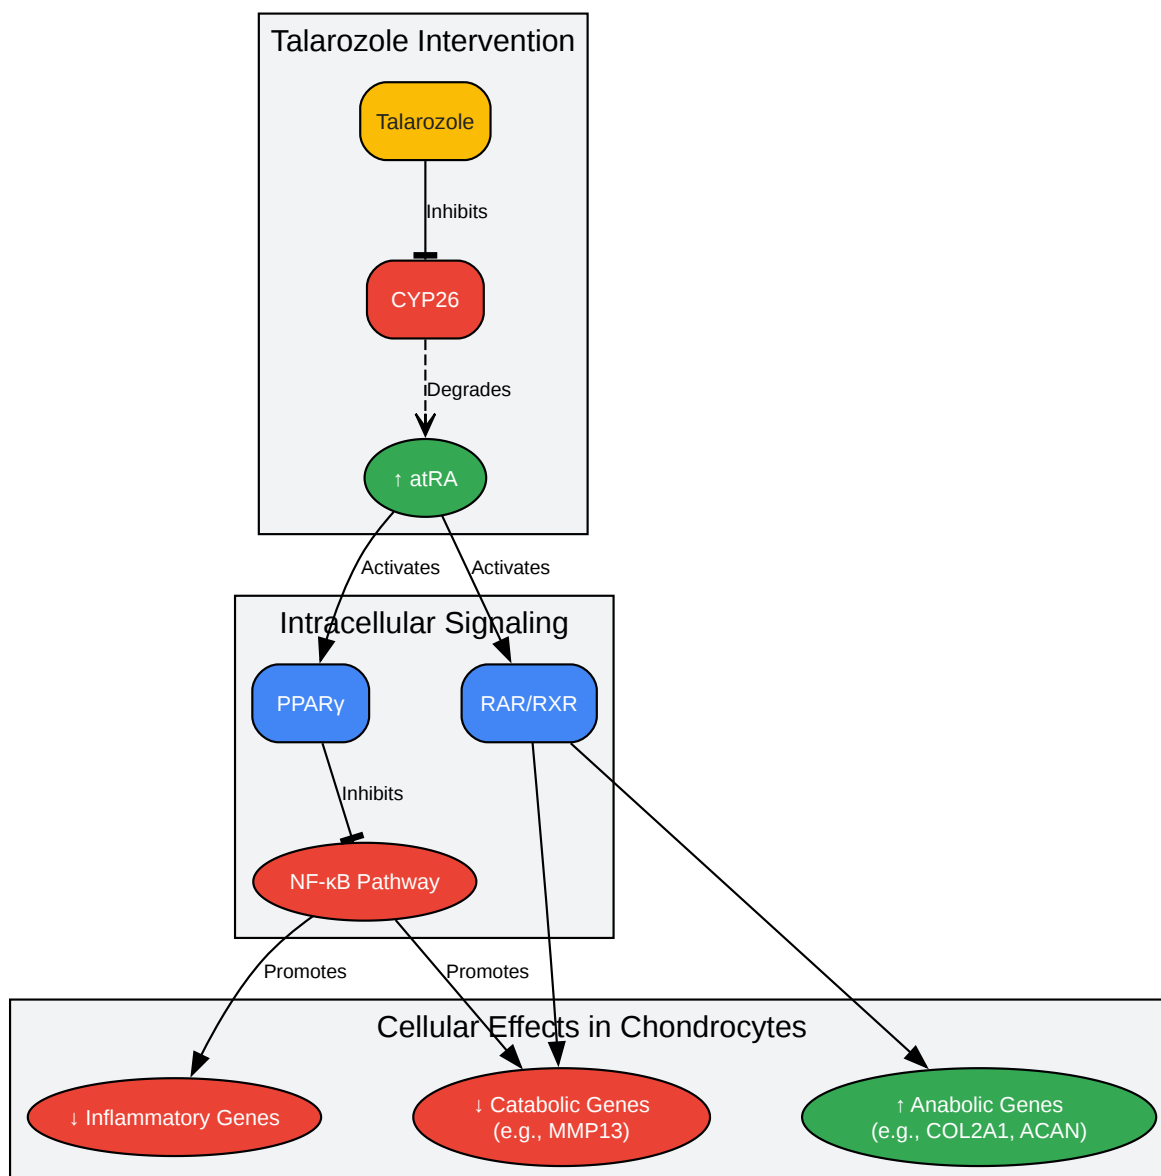 Talarozole Intervention
Talarozole
Inhibits
CYP26
Degrades
↑ atRA
Activates
Activates
Intracellular Signaling
PPARγ
RAR/RXR
Inhibits
NF-κB Pathway
Promotes
Promotes
Cellular Effects in Chondrocytes
↓ Inflammatory Genes
↓ Catabolic Genes
(e.g., MMP13)
↑ Anabolic Genes
(e.g., COL2A1, ACAN)